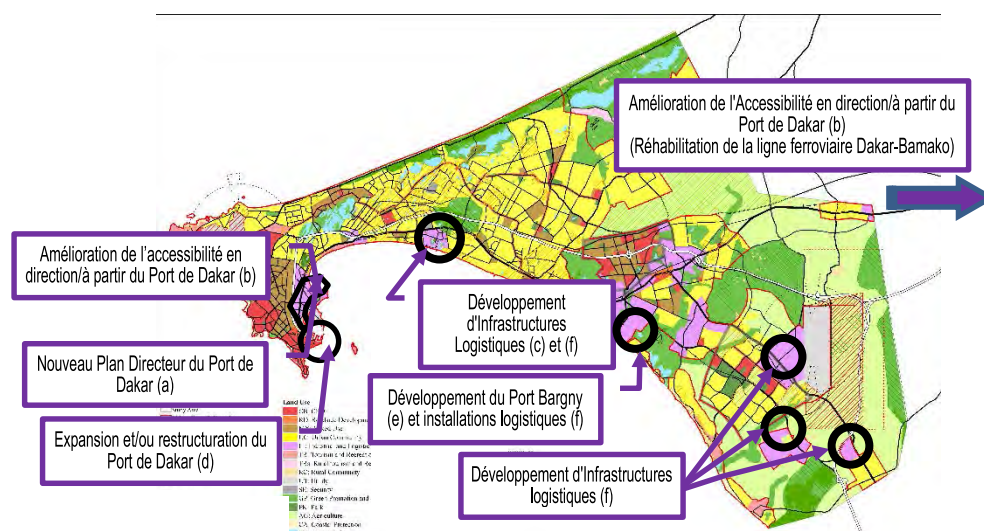 Amélioration de l'Accessibilité en direction/à partir du
Port de Dakar (b)
(Réhabilitation de la ligne ferroviaire Dakar-Bamako)
Amélioration de l'accessibilité en
direction/à partir du Port de Dakar (b)
Développement
d'Infrastructures
Logistiques (c) et (f)
Nouveau Plan Directeur du Port de
Dakar (a)
Développement du Port Bargny
(e) et installations logistiques (f)
Expansion et/ou restructuration du
Port de Dakar (d)
Développement d'Infrastructures
logistiques (f)
Land Use